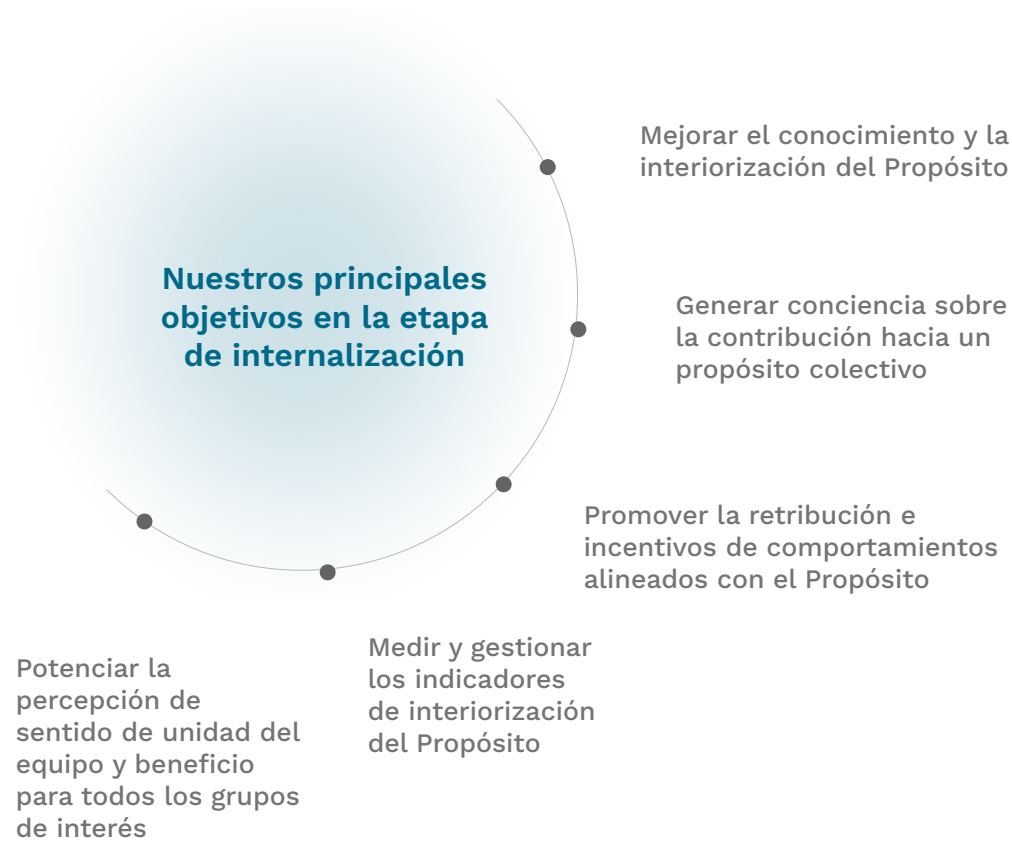 Nuestros principales
objetivos en la etapa
de internalización
Mejorar el conocimiento y la
interiorización del Propósito
Generar conciencia sobre
la contribución hacia un
propósito colectivo
Promover la retribución e
incentivos de comportamientos
alineados con el Propósito
Medir y gestionar
los indicadores
de interiorización
del Propósito
Potenciar la
percepción de
sentido de unidad del
equipo y beneficio
para todos los grupos
de interés